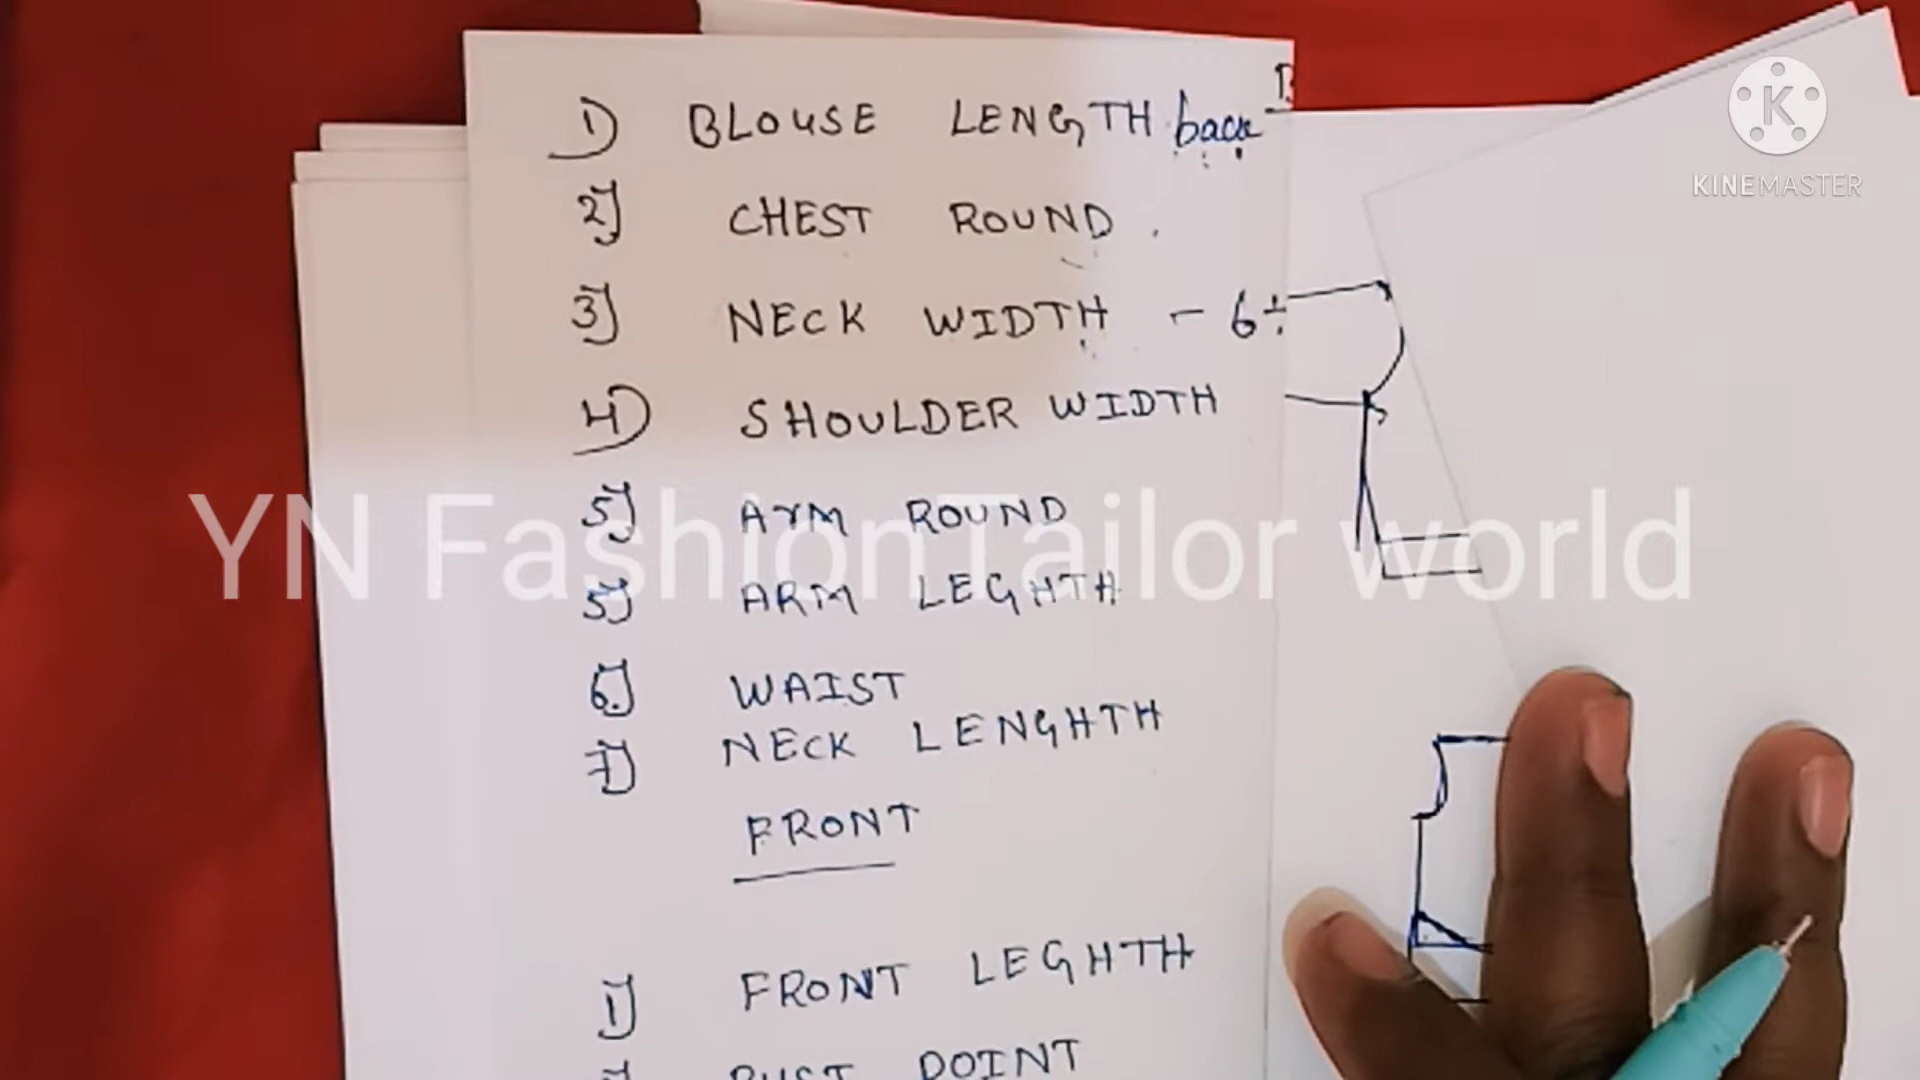 1) BLOUSE LENGTH back
2) CHEST ROUND.
3) NECK WIDTH - 6÷
4) SHOULDER WIDTH
5) ArM ROUND
5) ARM LEGHTH
6) WAIST
7) NECK LENGHTH
FRONT
1) FRONT LEGHTH
POINT
KINEMASTER
YN FashionTailor world